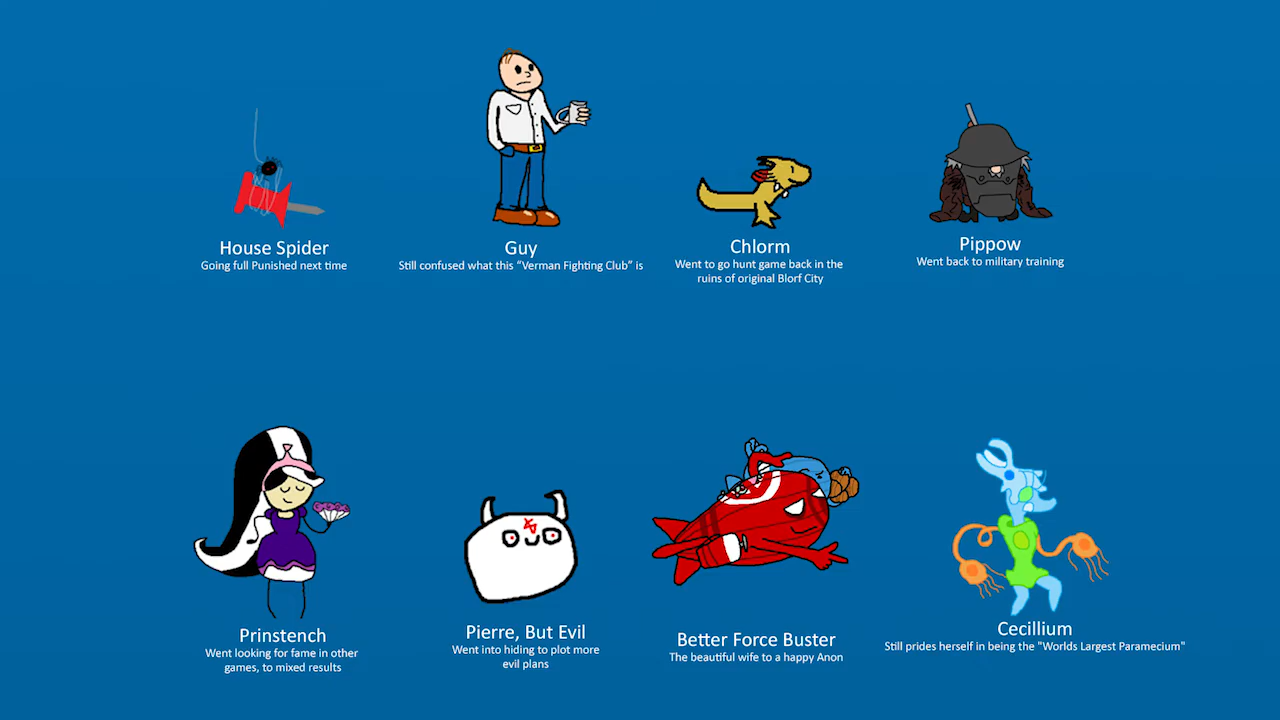 House Spider
Going full Punished next time
Guy
Still confused what this “Verman Fighting Club” is
Chlorm
Went to go hunt game back in the
ruins of original Blorf City
Pippow
Went back to military training
Prinstench
Went looking for fame in other
games, to mixed results
Pierre, But Evil
Went into hiding to plot more
evil plans
Better Force Buster
The beautiful wife to a happy Anon
Cecillium
Still prides herself in being the "Worlds Largest Paramecium"